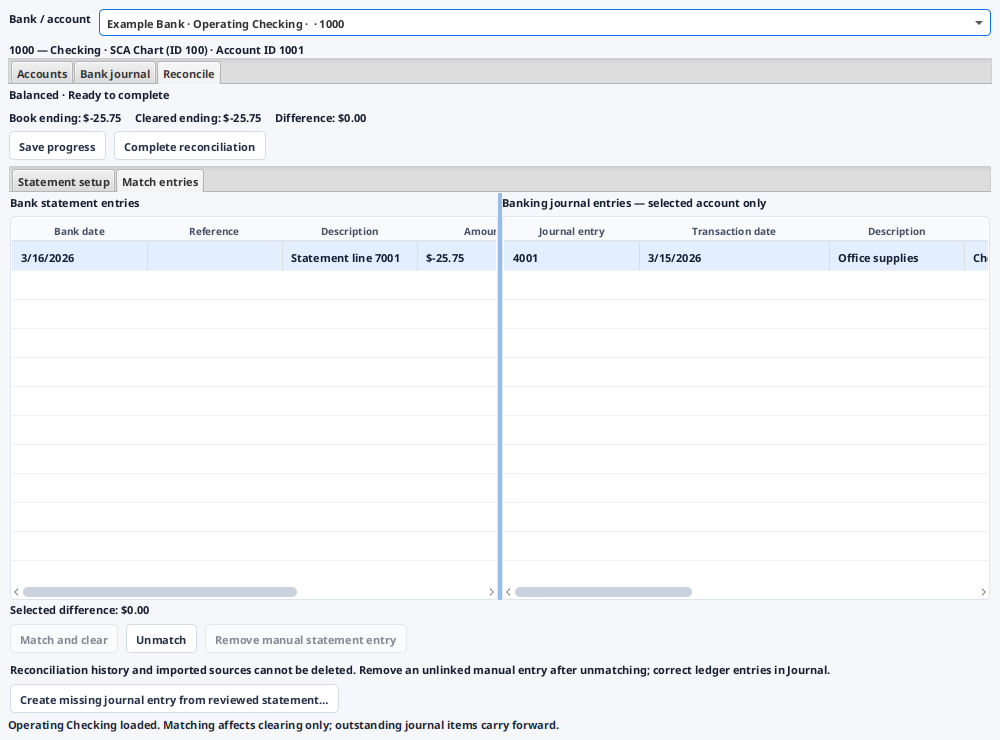 Bank / account
Example Bank · Operating Checking · · 1000
1000 — Checking · SCA Chart (ID 100) · Account ID 1001
Accounts Bank journal Reconcile
Balanced · Ready to complete
Book ending: $-25.75 Cleared ending: $-25.75 Difference: $0.00
Save progress Complete reconciliation
Statement setup Match entries
Bank statement entries
Bank date Reference Description Amour
3/16/2026 Statement line 7001 $-25.75
Banking journal entries — selected account only
Journal entry Transaction date Description
4001 3/15/2026 Office supplies Che
Selected difference: $0.00
Match and clear Unmatch Remove manual statement entry
Reconciliation history and imported sources cannot be deleted. Remove an unlinked manual entry after unmatching; correct ledger entries in Journal.
Create missing journal entry from reviewed statement...
Operating Checking loaded. Matching affects clearing only; outstanding journal items carry forward.